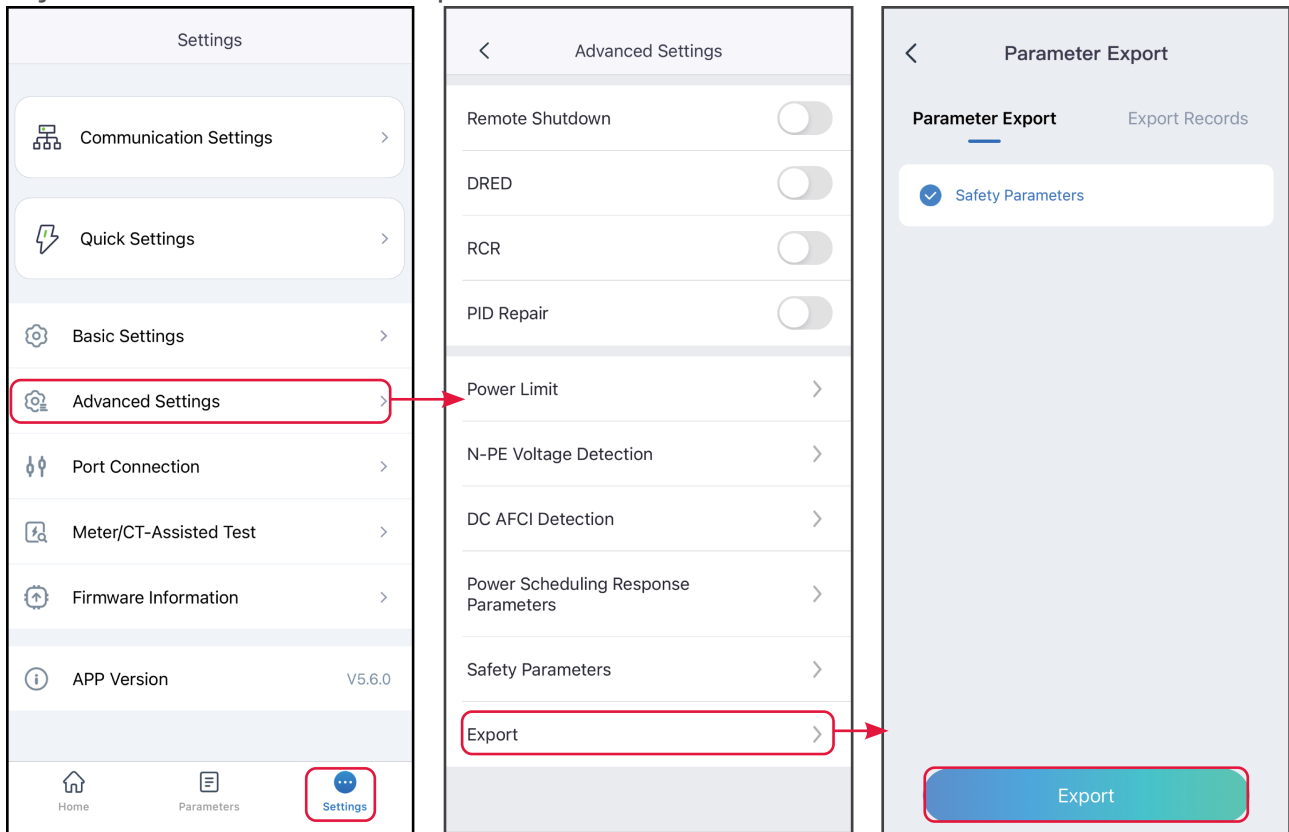 Settings
Communication Settings
Quick Settings
Basic Settings
Advanced Settings
Port Connection
Meter/CT-Assisted Test
Firmware Information
APP Version V5.6.0
Home Parameters Settings
Advanced Settings
Remote Shutdown
DRED
RCR
PID Repair
Power Limit
N-PE Voltage Detection
DC AFCI Detection
Power Scheduling Response
Parameters
Safety Parameters
Export
Parameter Export
Parameter Export Export Records
Safety Parameters
Export